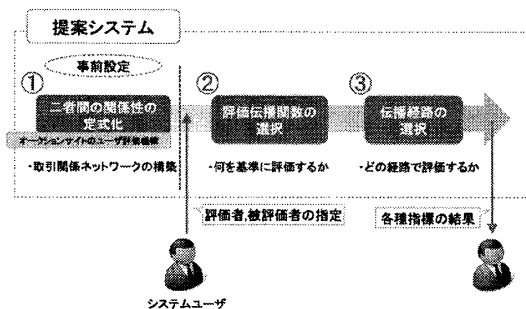 提案システム
事前設定
①
二者間の関係性の
定式化
オークションサイトのユーザ評価機構
・取引関係ネットワークの構築
②
評価伝播関数の
選択
・何を基準に評価するか
③
伝播経路の
選択
・どの経路で評価するか
評価者,被評価者の指定
各種指標の結果
システムユーザ